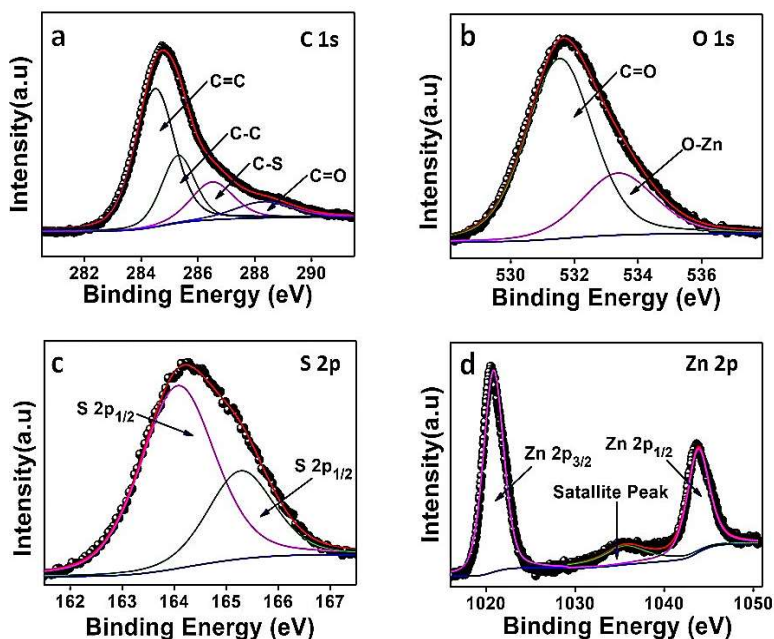 a
C 1s
C=C
C-C
C-S
C=O
Intensity(a.u)
282 284 286 288 290
Binding Energy (eV)
b
O 1s
C=O
O-Zn
Intensity(a.u)
530 532 534 536
Binding Energy (eV)
c
S 2p
S 2p1/2
S 2p1/2
Intensity(a.u)
162 163 164 165 166 167
Binding Energy (eV)
d
Zn 2p
Zn 2p3/2
Zn 2p1/2
Satallite Peak
Intensity(a.u)
1020 1030 1040 1050
Binding Energy (eV)